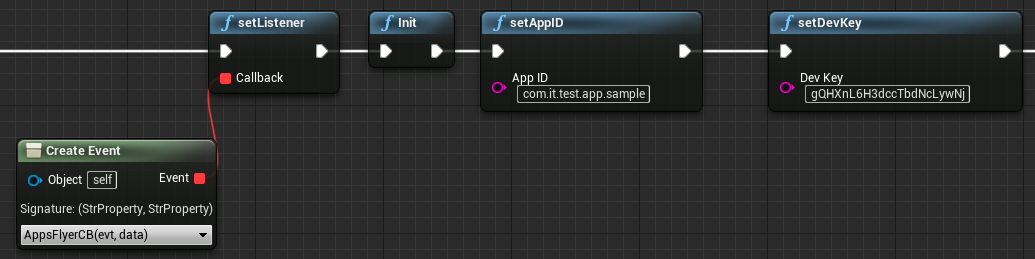 setListener
Callback
Init
setAppID
App ID
com.it.test.app.sample
setDevKey
Dev Key
gQHXnL6H3dccTbdNcLywNj
Create Event
Object self Event
Signature: (StrProperty, StrProperty)
AppsFlyerCB(evt, data)